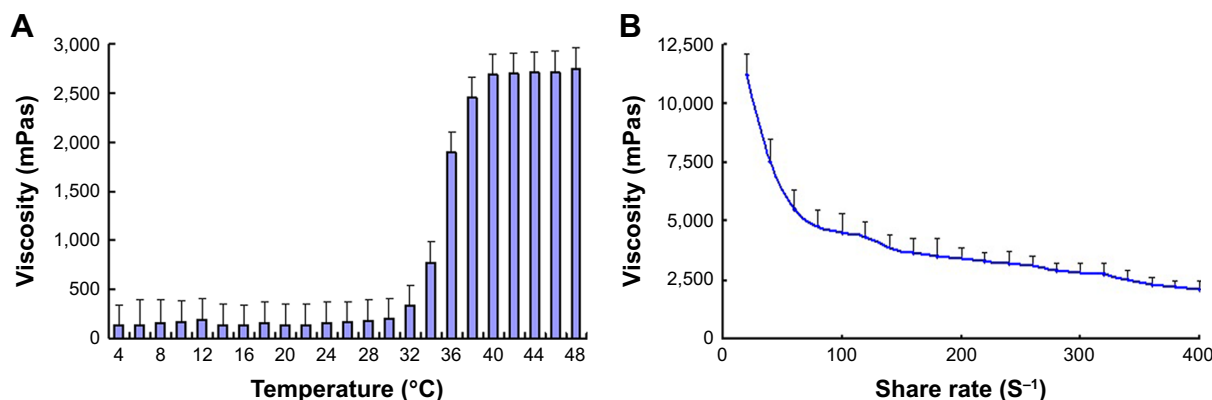 A
Viscosity (mPas)
3,000
2,500
2,000
1,500
1,000
500
0
4 8 12 16 20 24 28 32 36 40 44 48
Temperature (°C)
B
Viscosity (mPas)
12,500
10,000
7,500
5,000
2,500
0
0 100 200 300 400
Share rate (S⁻¹)